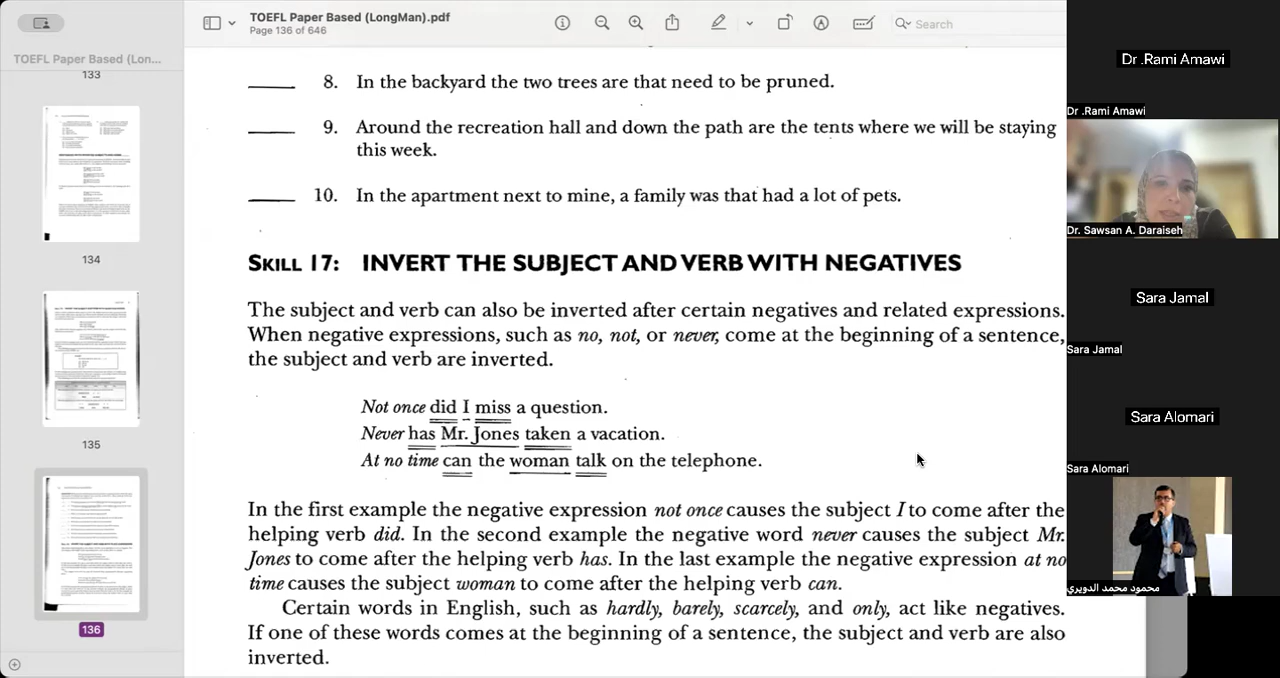 TOEFL Paper Based (LongMan).pdf
Page 136 of 646
Search
TOEFL Paper Based (Lon...
133
134
135
136
8. In the backyard the two trees are that need to be pruned.
9. Around the recreation hall and down the path are the tents where we will be staying
this week.
10. In the apartment next to mine, a family was that had a lot of pets.
SKILL 17: INVERT THE SUBJECT AND VERB WITH NEGATIVES
The subject and verb can also be inverted after certain negatives and related expressions.
When negative expressions, such as no, not, or never, come at the beginning of a sentence,
the subject and verb are inverted.
Not once did I miss a question.
Never has Mr. Jones taken a vacation.
At no time can the woman talk on the telephone.
In the first example the negative expression not once causes the subject I to come after the
helping verb did. In the second example the negative word never causes the subject Mr.
Jones to come after the helping verb has. In the last example the negative expression at no
time causes the subject woman to come after the helping verb can.
Certain words in English, such as hardly, barely, scarcely, and only, act like negatives.
If one of these words comes at the beginning of a sentence, the subject and verb are also
inverted.
Dr .Rami Amawi
Dr .Rami Amawi
Dr. Sawsan A. Daraiseh
Sara Jamal
Sara Jamal
Sara Alomari
Sara Alomari
محمود محمد الدويري